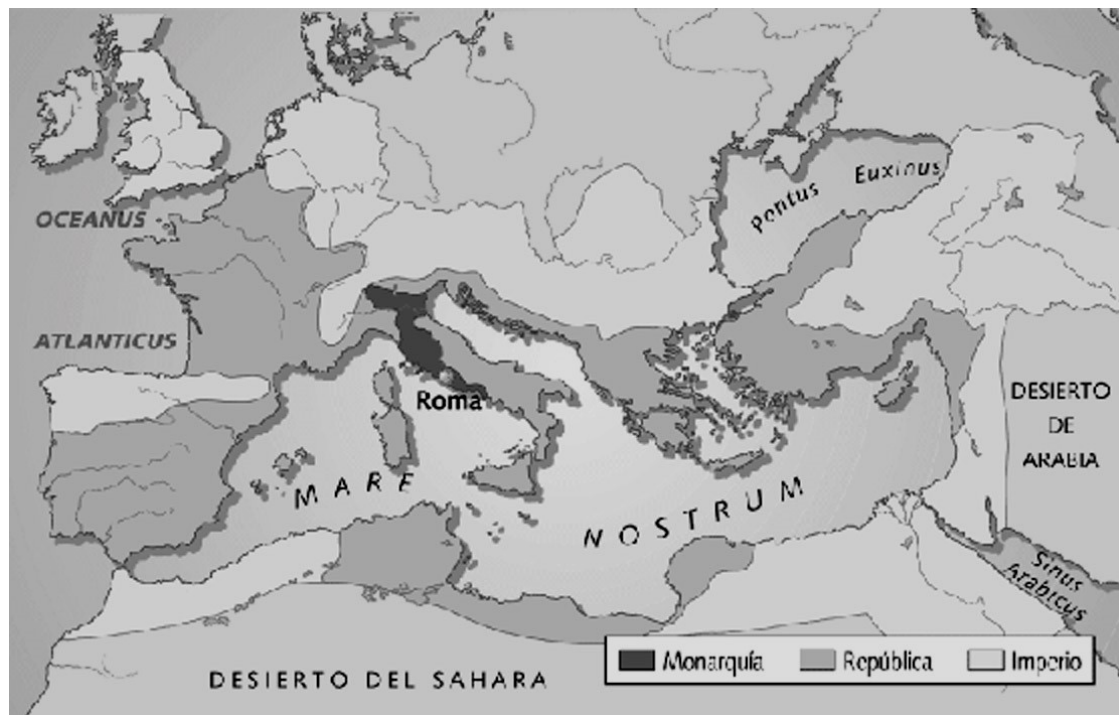 OCEANUS
ATLANTICUS
Pontus Euxinus
Roma
MARE NOSTRUM
DESIERTO
DE
ARABIA
Sinus
Arabicus
DESIERTO DEL SAHARA
Monarquía República Imperio